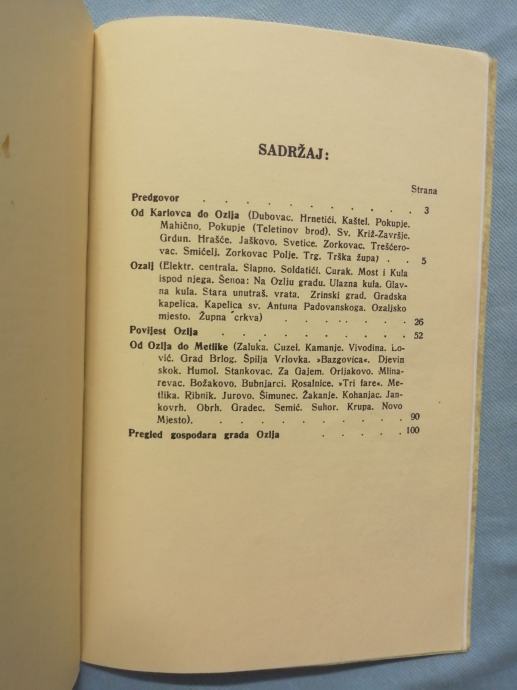 SADRŽAJ:
Strana
Predgovor . . . . . . . . . . 3
Od Karlovca do Ozlja (Dubovac. Hrnetići. Kaštel. Pokupje.
Mahično, Pokupje (Teletinov brod). Sv. Križ-Završje.
Grdun. Hrašće. Jaškovo. Svetice. Zorkovac. Trešćero-
vac. Smičelj. Zorkovac Polje. Trg. Trška župa) . . 5
Ozalj (Elektr. centrala. Slapno. Soldatići. Curak. Most i Kula
ispod njega. Šenoa: Na Ozlju gradu. Ulazna kula. Glav-
na kula. Stara unutraš. vrata. Zrinski grad. Gradska
kapelica. Kapelica sv. Antuna Padovanskoga. Ozaljsko
mjesto. Župna crkva) . . . . . . . 26
Povijest Ozlja . . . . . . . . . . 52
Od Ozlja do Metlike (Zaluka. Cuzel. Kamanje. Vivodina. Lo-
vić. Grad Brlog. Špilja Vrlovka. »Bazgovica«. Djevin
skok. Humol. Stankovac. Za Gajem. Orljakovo. Mlina-
revac. Božakovo. Bubnjarci. Rosalnice. »Tri fare«. Me-
tlika. Ribnik. Jurovo. Šimunec. Žakanje. Kohanjac. Jan-
kovrh. Obrh. Gradec. Semič. Suhor. Krupa. Novo
Mjesto). . . . . . . . . . 90
Pregled gospodara grada Ozlja . . . . . 100